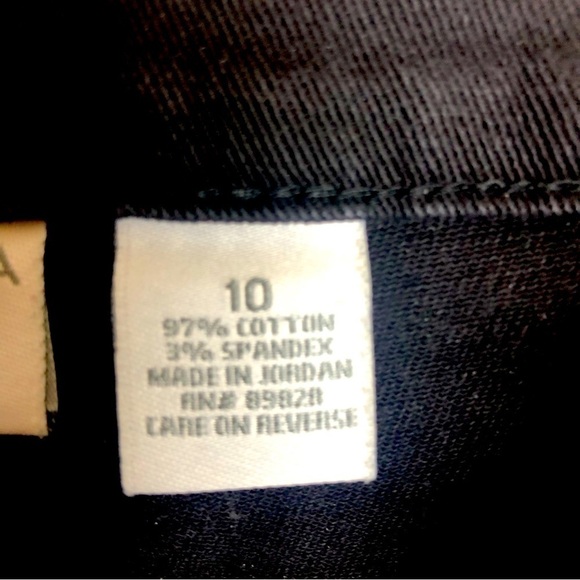 A
10
97% COTTON
3% SPANDEX
MADE IN JORDAN
RN# 89828
CARE ON REVERSE